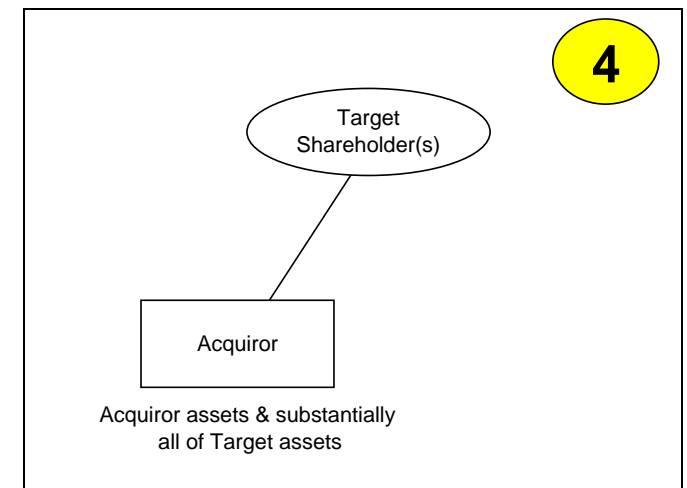 4
Target
Shareholder(s)
Acquiror
Acquiror assets & substantially
all of Target assets